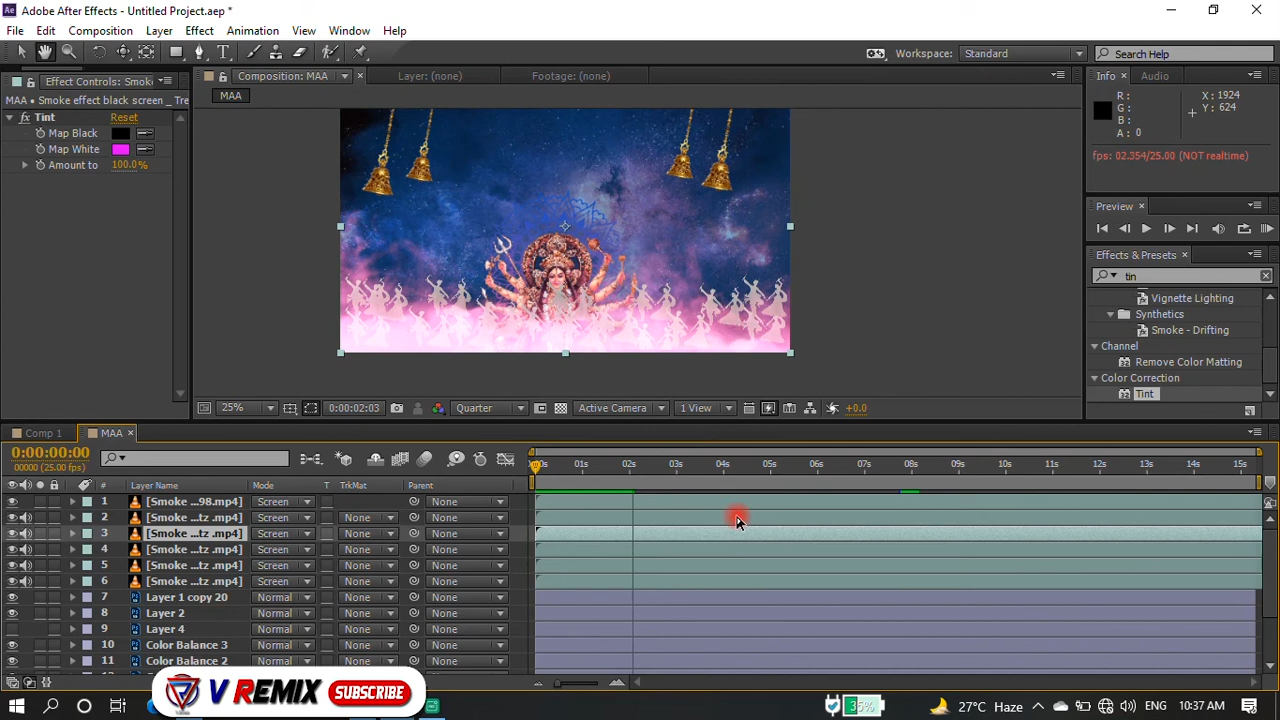 Adobe After Effects - Untitled Project.aep *
File Edit Composition Layer Effect Animation View Window Help
Workspace: Standard Search Help
Effect Controls: Smoke
Composition: MAA Layer: (none) Footage: (none)
Info Audio
MAA
MAA • Smoke effect black screen _ Tre
Tint Reset
Map Black
Map White
Amount to 100.0%
R: X: 1924
G: Y: 624
B:
A: 0
fps: 02.354/25.00 (NOT realtime)
Preview
Effects & Presets
tin
Vignette Lighting
Synthetics
Smoke - Drifting
Channel
Remove Color Matting
Color Correction
Tint
25% 0:00:02:03 Quarter Active Camera 1 View +0.0
Comp 1 MAA
0:00:00:00
00000 (25.00 fps)
01s 02s 03s 04s 05s 06s 07s 08s 09s 10s 11s 12s 13s 14s 15s
# Layer Name Mode T TrkMat Parent
1 [Smoke ...98.mp4] Screen None
2 [Smoke ...tz .mp4] Screen None None
3 [Smoke ...tz .mp4] Screen None None
4 [Smoke ...tz .mp4] Screen None None
5 [Smoke ...tz .mp4] Screen None None
6 [Smoke ...tz .mp4] Screen None None
7 Layer 1 copy 20 Normal None None
8 Layer 2 Normal None None
9 Layer 4 Normal None None
10 Color Balance 3 Normal None None
11 Color Balance 2 Normal None None
V REMIX SUBSCRIBE
35% 27°C Haze ENG 10:37 AM